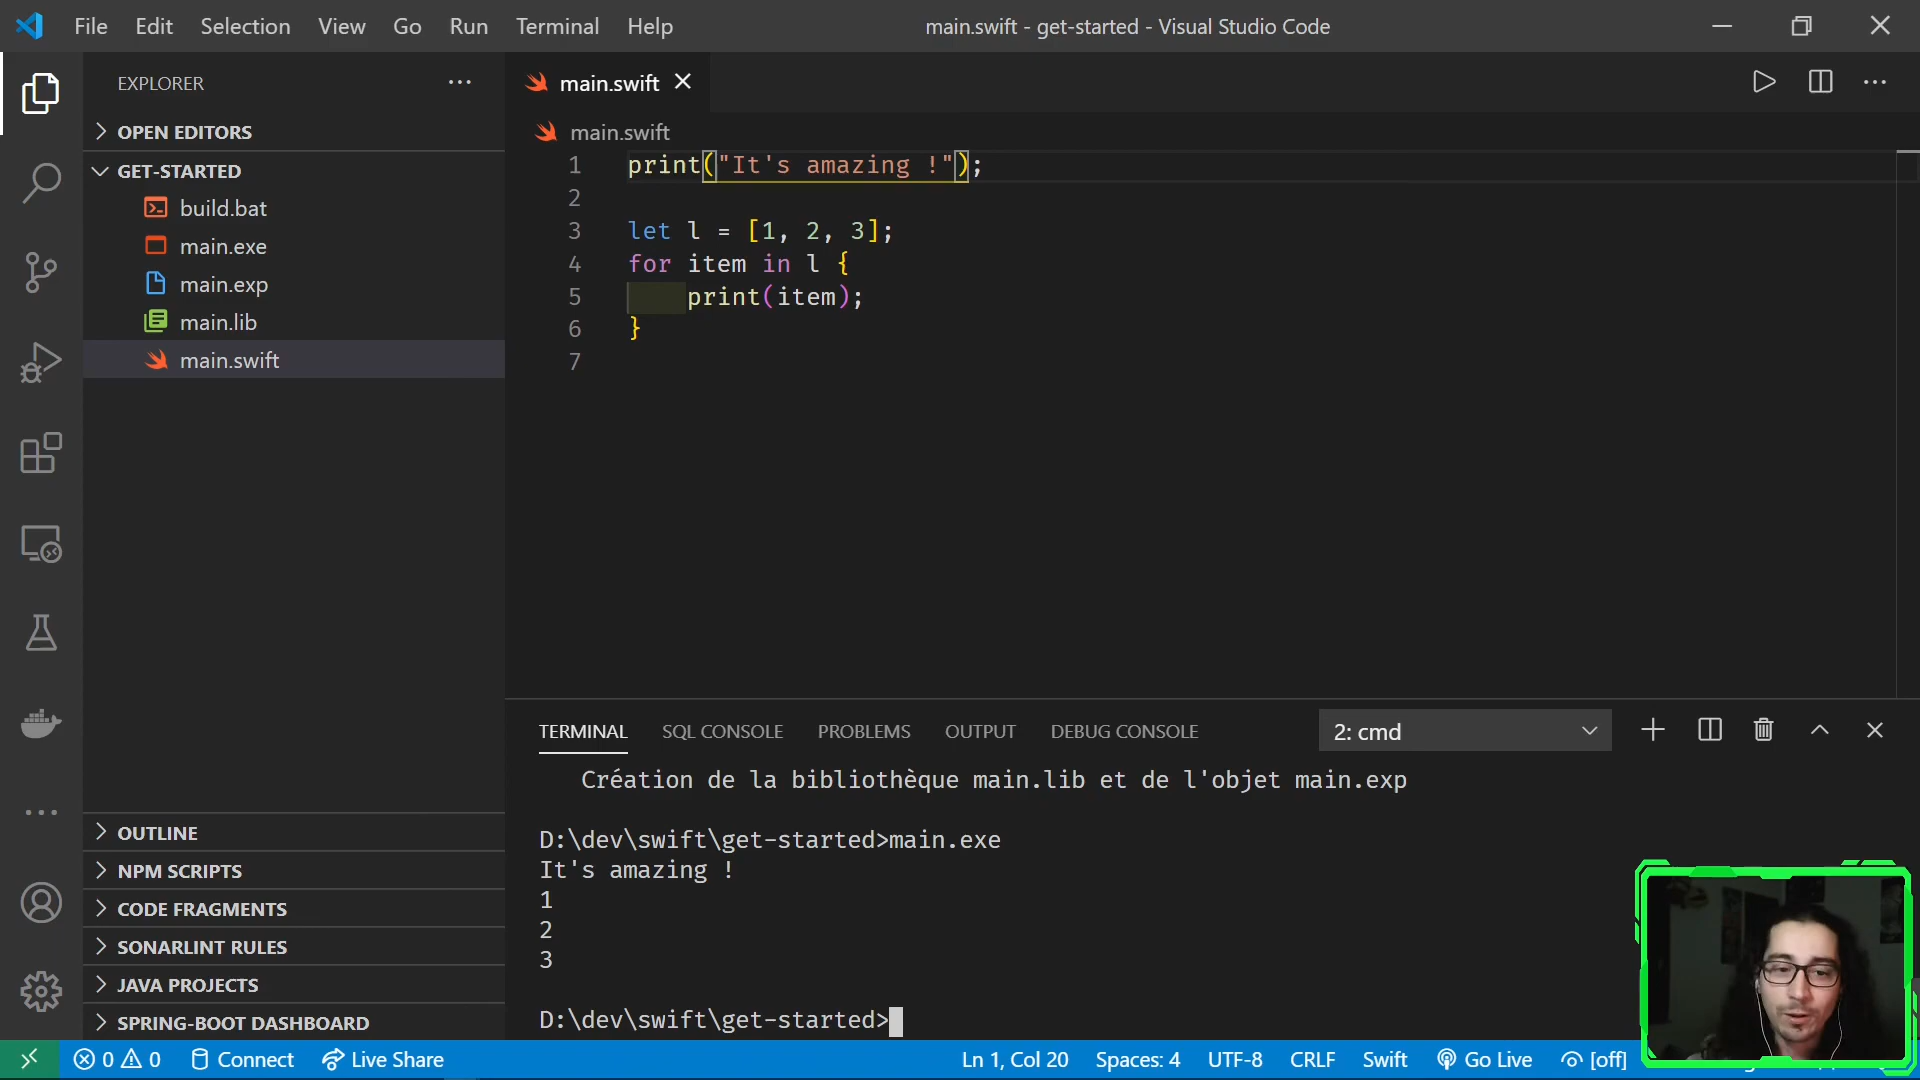 File Edit Selection View Go Run Terminal Help
main.swift - get-started - Visual Studio Code
EXPLORER
OPEN EDITORS
GET-STARTED
build.bat
main.exe
main.exp
main.lib
main.swift
OUTLINE
NPM SCRIPTS
CODE FRAGMENTS
SONARLINT RULES
JAVA PROJECTS
SPRING-BOOT DASHBOARD
main.swift
main.swift
1 print("It's amazing !");
2
3 let l = [1, 2, 3];
4 for item in l {
5 print(item);
6 }
7
TERMINAL SQL CONSOLE PROBLEMS OUTPUT DEBUG CONSOLE
2: cmd
Création de la bibliothèque main.lib et de l'objet main.exp
D:\dev\swift\get-started>main.exe
It's amazing !
1
2
3
D:\dev\swift\get-started>
0 0 Connect Live Share Ln 1, Col 20 Spaces: 4 UTF-8 CRLF Swift Go Live [off]